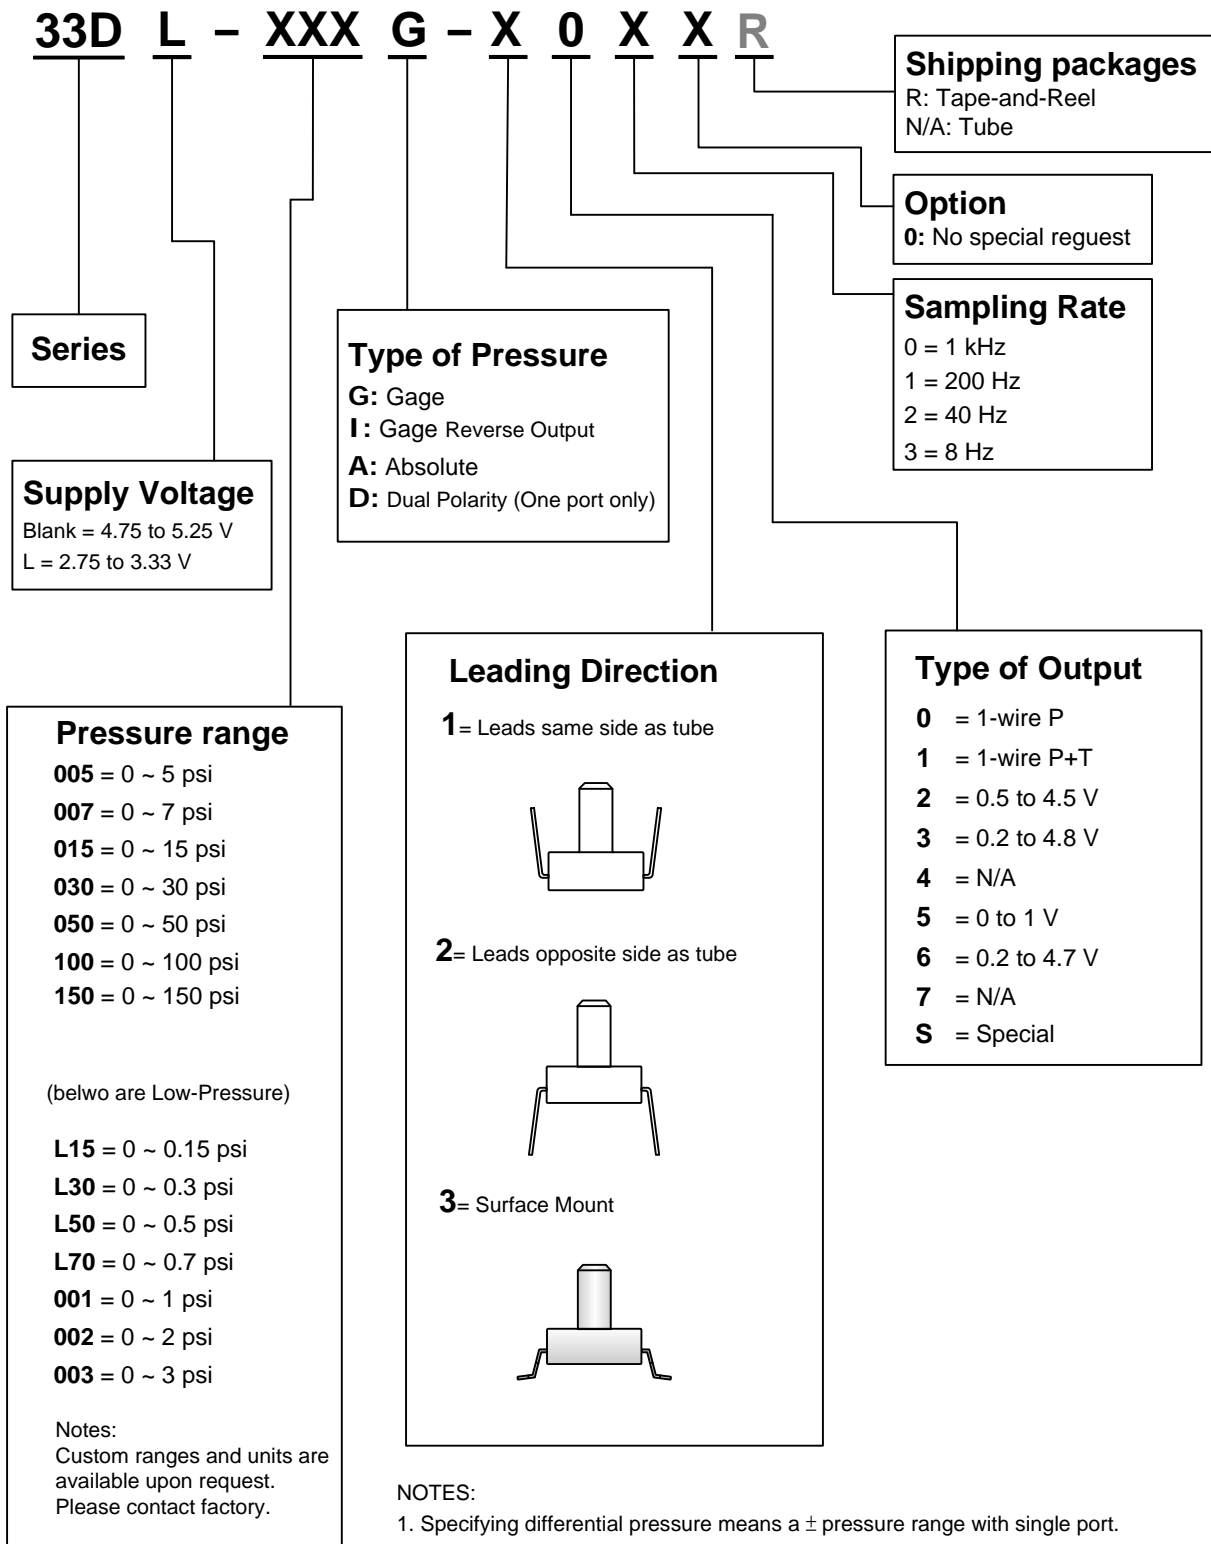 33D L – XXX G – X 0 X X R
Shipping packages
R: Tape-and-Reel
N/A: Tube
Option
0: No special reguest
Sampling Rate
0 = 1 kHz
1 = 200 Hz
2 = 40 Hz
3 = 8 Hz
Series
Type of Pressure
G: Gage
I: Gage Reverse Output
A: Absolute
D: Dual Polarity (One port only)
Supply Voltage
Blank = 4.75 to 5.25 V
L = 2.75 to 3.33 V
Leading Direction
1= Leads same side as tube
2= Leads opposite side as tube
3= Surface Mount
Type of Output
0 = 1-wire P
1 = 1-wire P+T
2 = 0.5 to 4.5 V
3 = 0.2 to 4.8 V
4 = N/A
5 = 0 to 1 V
6 = 0.2 to 4.7 V
7 = N/A
S = Special
Pressure range
005 = 0 ~ 5 psi
007 = 0 ~ 7 psi
015 = 0 ~ 15 psi
030 = 0 ~ 30 psi
050 = 0 ~ 50 psi
100 = 0 ~ 100 psi
150 = 0 ~ 150 psi
(belwo are Low-Pressure)
L15 = 0 ~ 0.15 psi
L30 = 0 ~ 0.3 psi
L50 = 0 ~ 0.5 psi
L70 = 0 ~ 0.7 psi
001 = 0 ~ 1 psi
002 = 0 ~ 2 psi
003 = 0 ~ 3 psi
Notes:
Custom ranges and units are
available upon request.
Please contact factory.
NOTES:
1. Specifying differential pressure means a ± pressure range with single port.